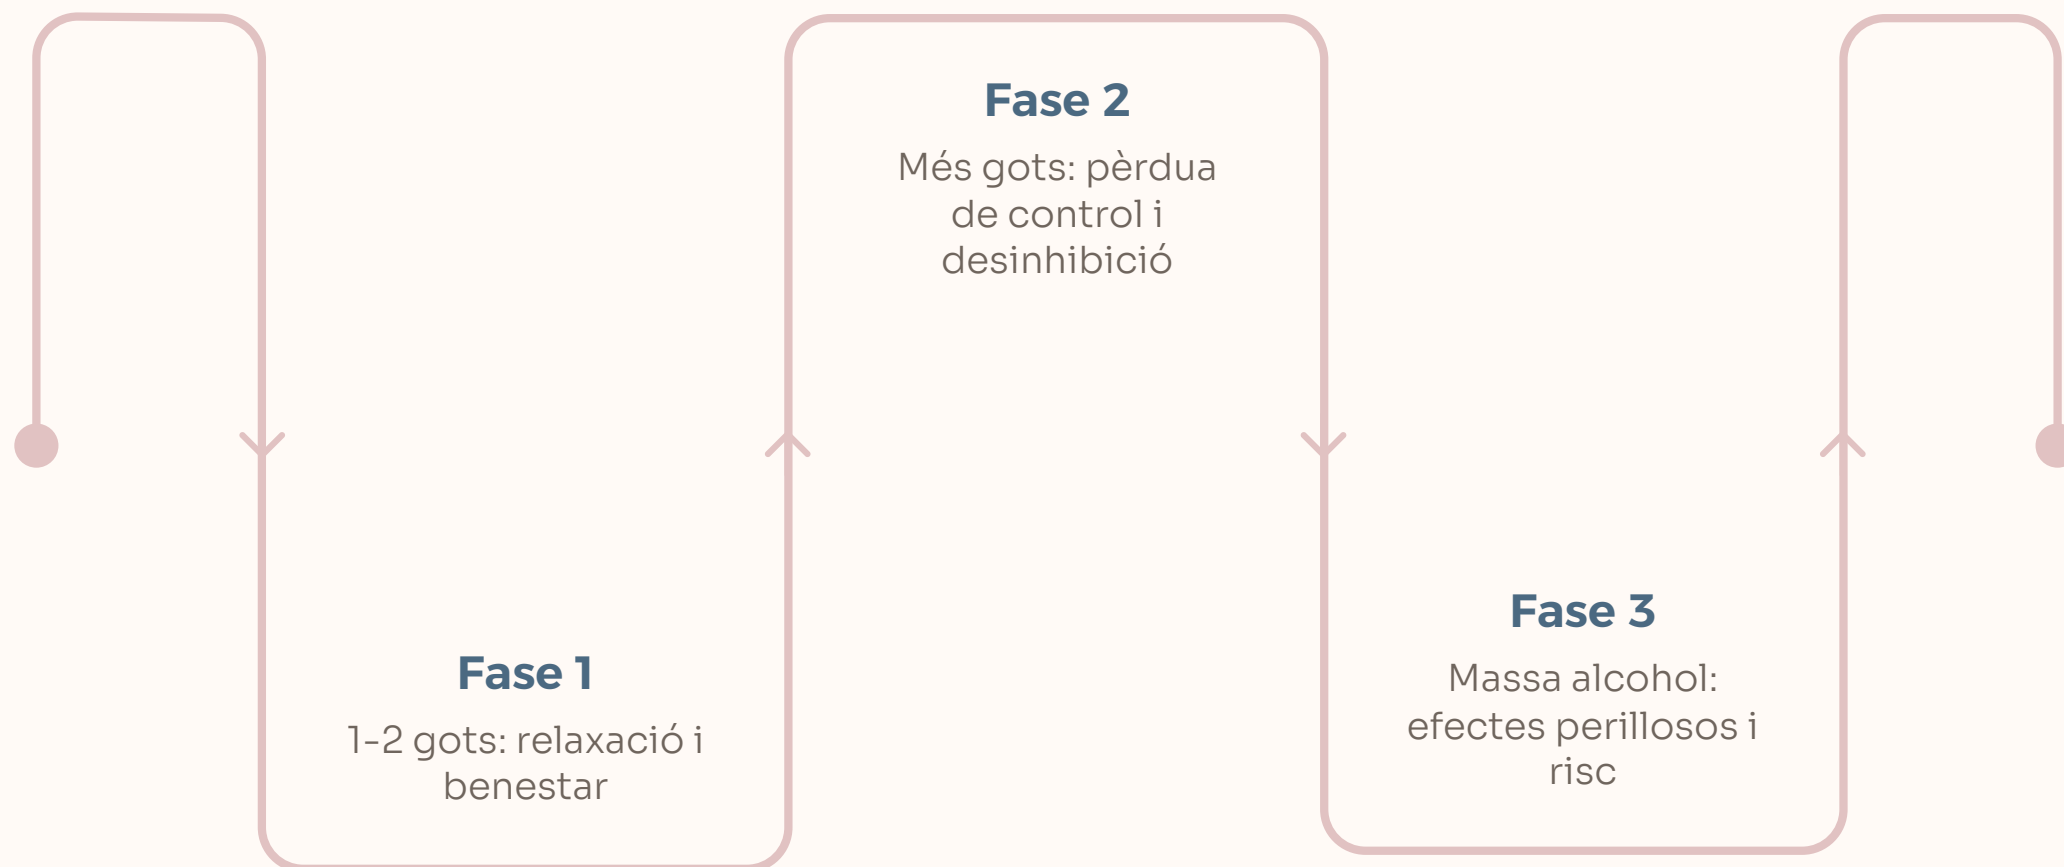 Fase 1
1-2 gots: relaxació i
benestar
Fase 2
Més gots: pèrdua
de control i
desinhibició
Fase 3
Massa alcohol:
efectes perillosos i
risc